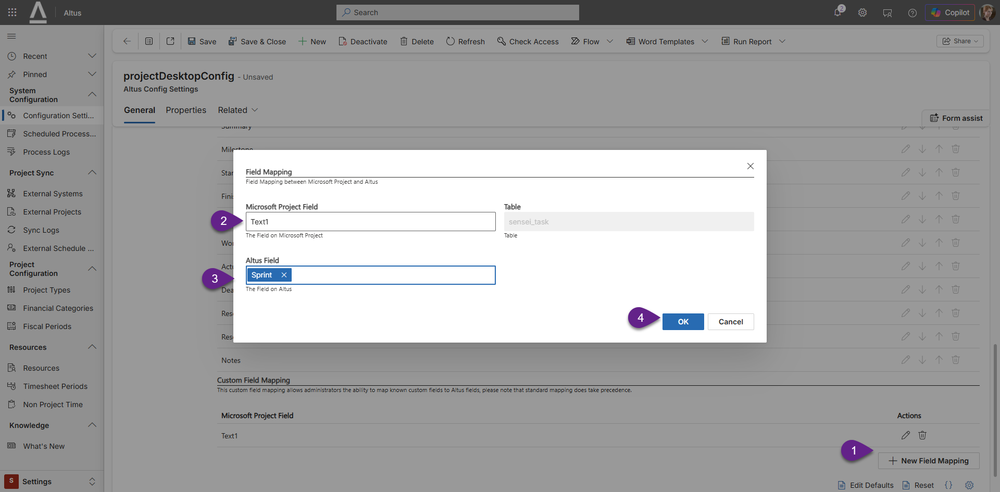 Altus
Search
2
Copilot
Save
Save & Close
New
Deactivate
Delete
Refresh
Check Access
Flow
Word Templates
Run Report
Share
Recent
Pinned
System
Configuration
Configuration Setti...
Scheduled Process...
Process Logs
Project Sync
External Systems
External Projects
Sync Logs
External Schedule ...
Project
Configuration
Project Types
Financial Categories
Fiscal Periods
Resources
Resources
Timesheet Periods
Non Project Time
Knowledge
What's New
S
Settings
projectDesktopConfig - Unsaved
Altus Config Settings
General
Properties
Related
Form assist
Summary
Milestone
Star
Finis
Wor
Actu
Dea
Res
Res
Notes
Field Mapping
Field Mapping between Microsoft Project and Altus
Microsoft Project Field
Table
2
Text1
sensei_task
The Field on Microsoft Project
Table
Altus Field
3
Sprint
The Field on Altus
4
OK
Cancel
Custom Field Mapping
This custom field mapping allows administrators the ability to map known custom fields to Altus fields, please note that standard mapping does take precedence.
Microsoft Project Field
Actions
Text1
1
New Field Mapping
Edit Defaults
Reset
{}